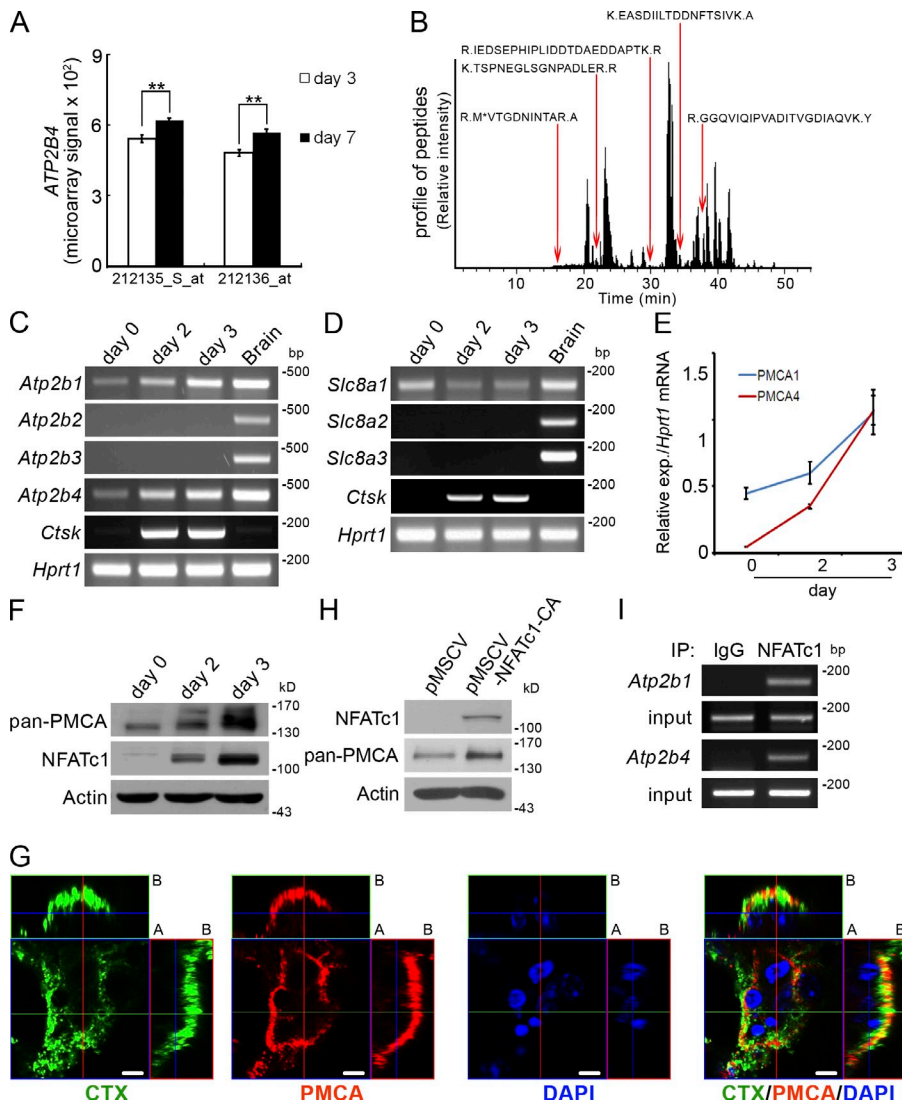 A
ATP2B4
(microarray signal x 10²)
9
6
3
0
**
**
day 3
day 7
212135_S_at
212136_at
B
profile of peptides
(Relative intensity)
K.EASDIILTDDNFTSIVK.A
R.IEDSEPHIPLIDDTDAEDDAPTK.R
K.TSPNEGLSGNPADLER.R
R.M*VTGDNINTAR.A
R.GGQVIQIPVADITVGDIAQVK.Y
10 20 30 40 50
Time (min)
C
day 0 day 2 day 3 Brain bp
Atp2b1 -500
Atp2b2 -500
Atp2b3 -500
Atp2b4 -500
Ctsk -200
Hprt1 -200
D
day 0 day 2 day 3 Brain bp
Slc8a1 -200
Slc8a2 -200
Slc8a3 -200
Ctsk
Hprt1 -200
E
Relative exp./Hprt1 mRNA
1.5
1
0.5
0
PMCA1
PMCA4
0 2 3
day
F
day 0 day 2 day 3 kD
pan-PMCA -170
-130
NFATc1 -100
Actin -43
H
pMSCV pMSCV
-NFATc1-CA
kD
NFATc1 -100
pan-PMCA -170
-130
Actin -43
I
IP: IgG NFATc1 bp
Atp2b1 -200
input -200
Atp2b4 -200
input -200
G
B
A B
CTX
B
A B
PMCA
B
A B
DAPI
B
A B
CTX/PMCA/DAPI